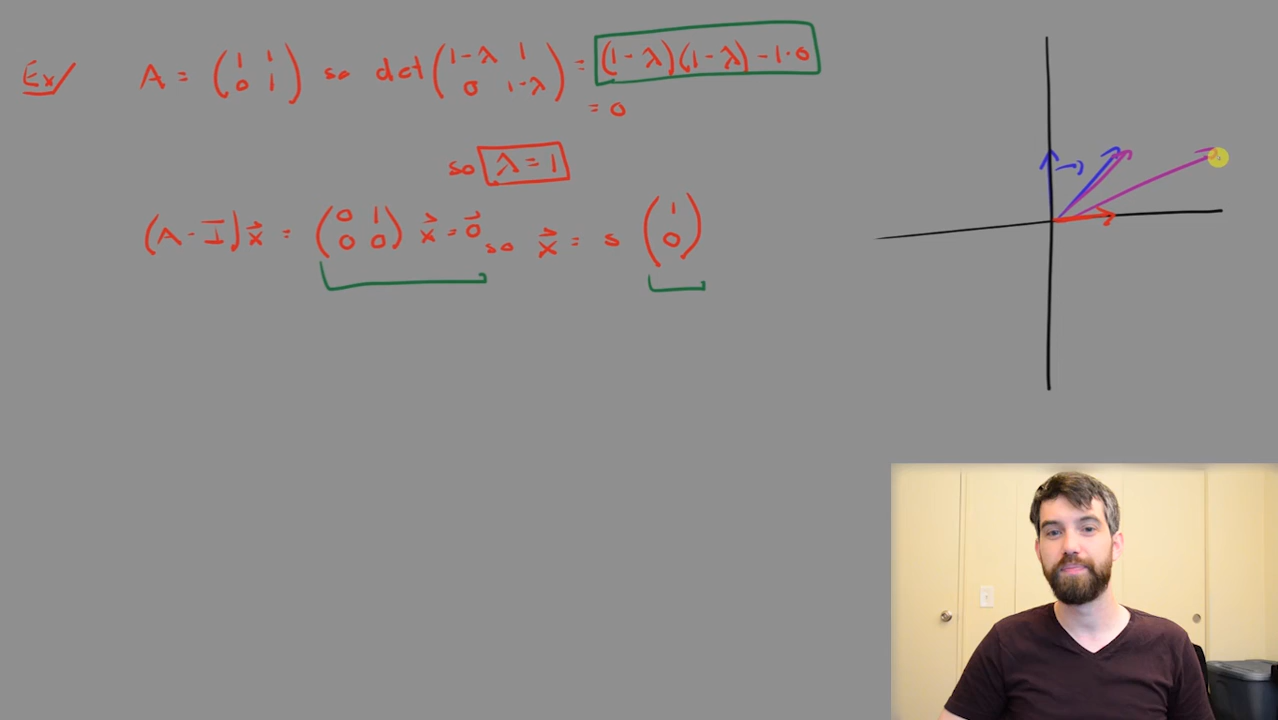 Ex/ A = (1 1 0 1) so det (1-λ 1 0 1-λ) = (1-λ)(1-λ) - 1·0
= 0
so λ = 1
(A - I)x⃗ = (0 1 0 0) x⃗ = 0⃗ so x⃗ = s (1 0)